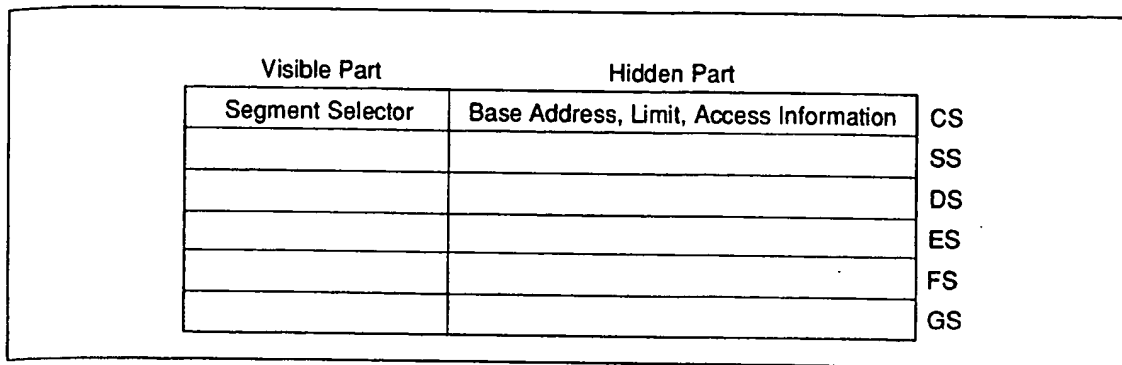 Visible Part Hidden Part
Segment Selector Base Address, Limit, Access Information CS
SS
DS
ES
FS
GS